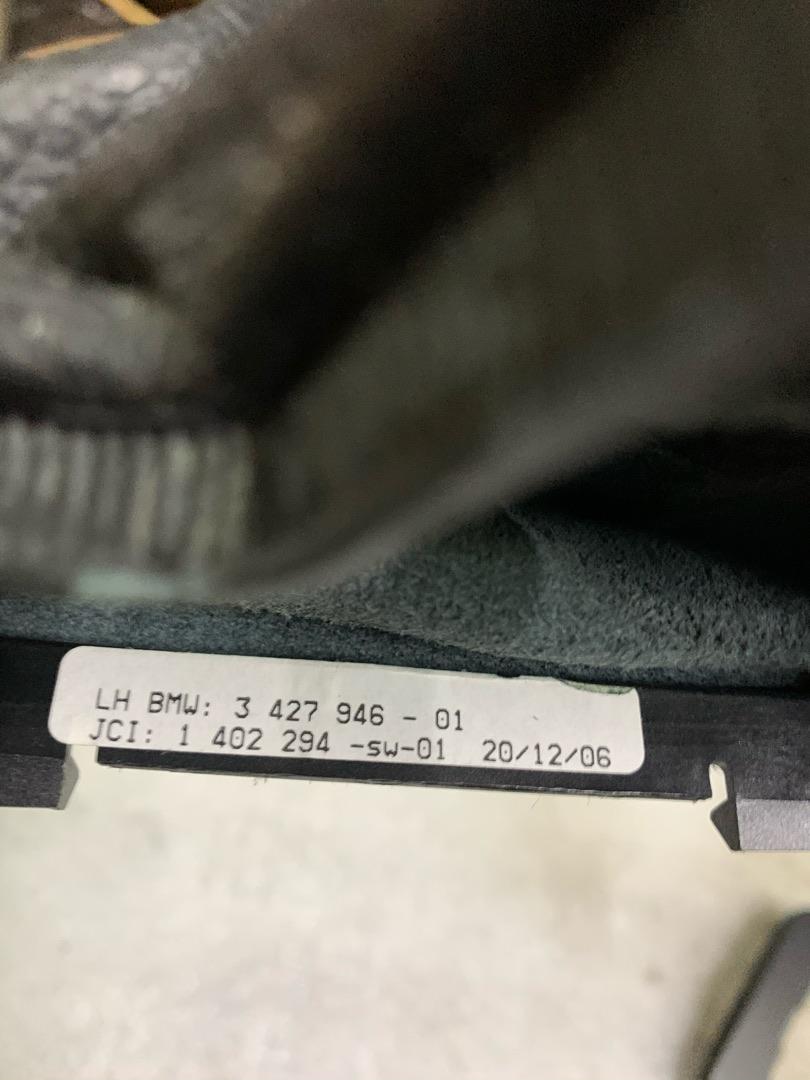 LH BMW: 3 427 946 - 01
JCI: 1 402 294 -sw-01 20/12/06